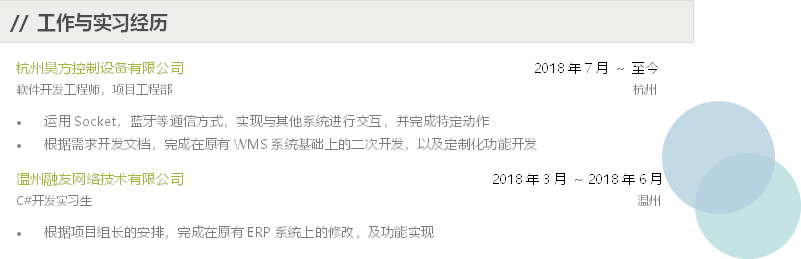 // 工作与实习经历
杭州昊方控制设备有限公司 2018 年 7 月 ~ 至今
软件开发工程师，项目工程部 杭州
• 运用 Socket，蓝牙等通信方式，实现与其他系统进行交互，并完成特定动作
• 根据需求开发文档，完成在原有 WMS 系统基础上的二次开发，以及定制化功能开发
温州融友网络技术有限公司 2018 年 3 月 ~ 2018 年 6 月
C#开发实习生 温州
• 根据项目组长的安排，完成在原有 ERP 系统上的修改，及功能实现